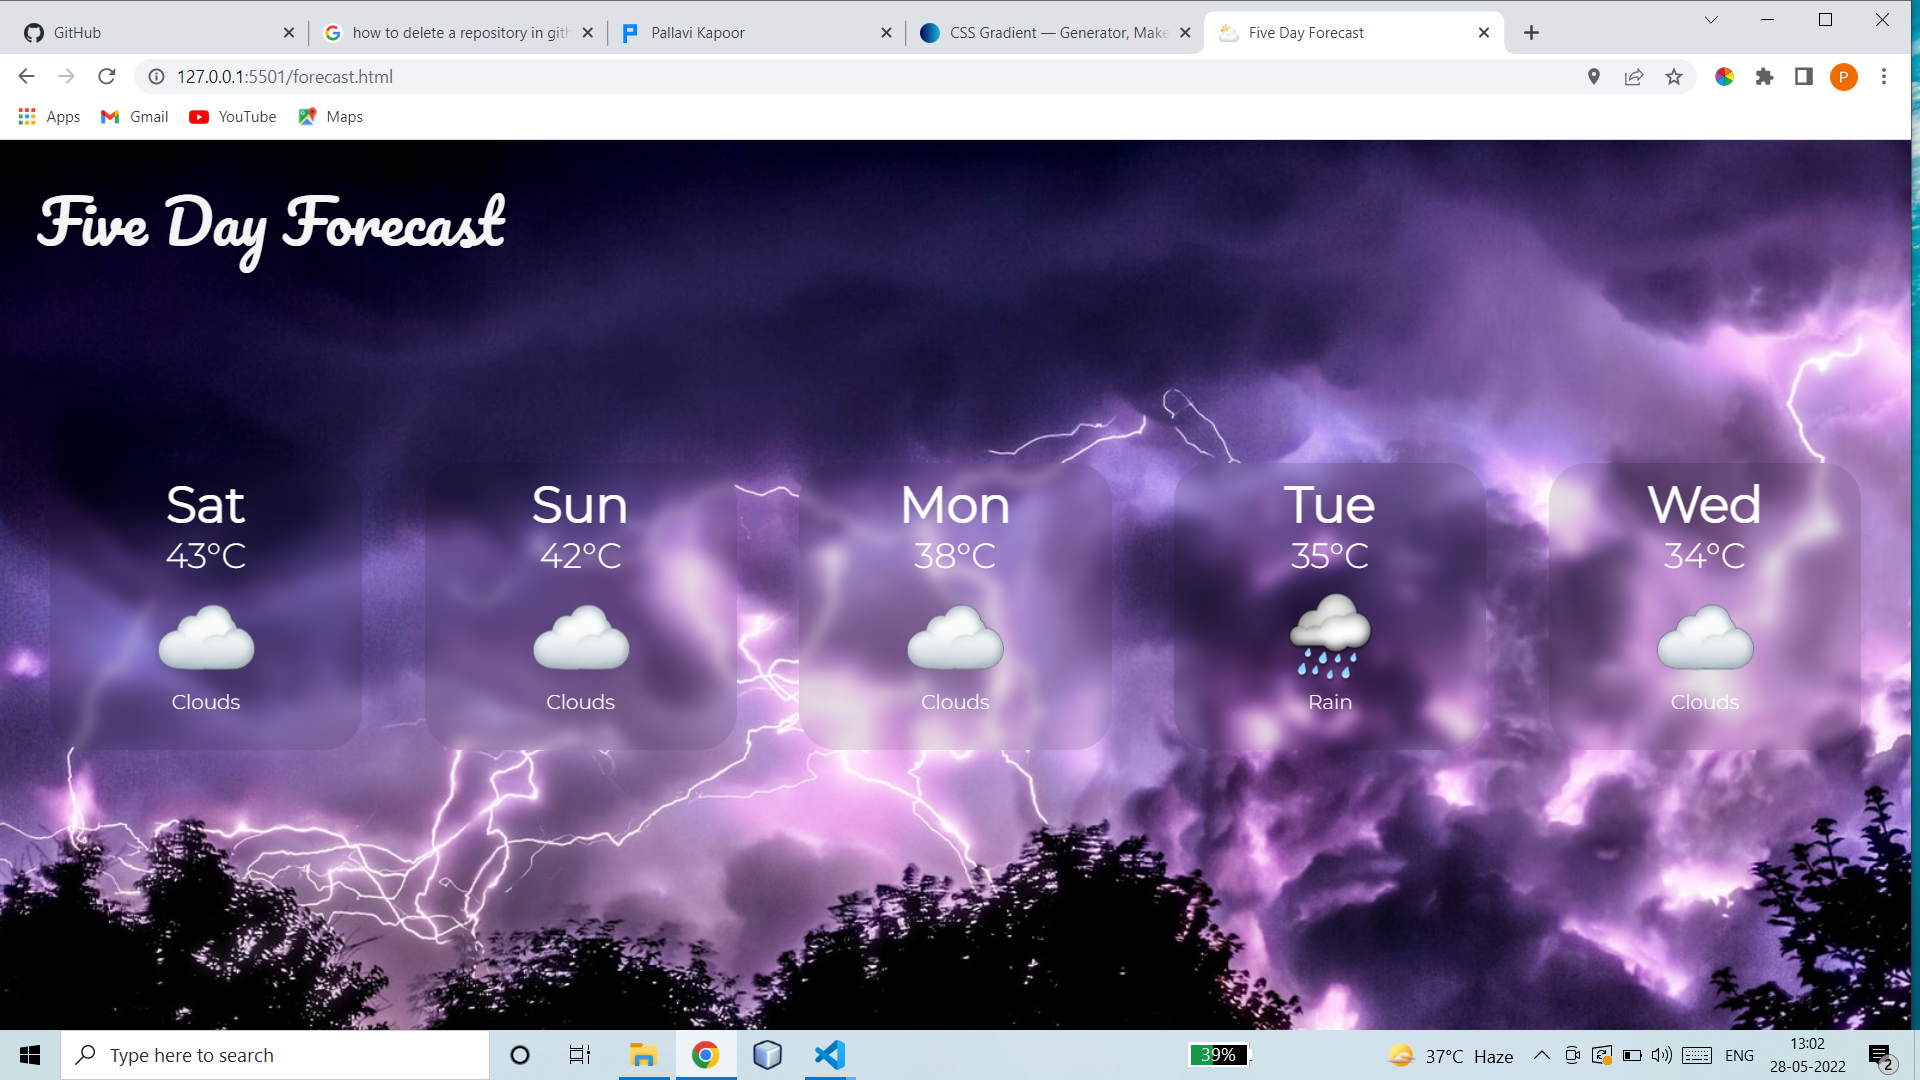 GitHub
how to delete a repository in gith
Pallavi Kapoor
CSS Gradient — Generator, Make
Five Day Forecast
127.0.0.1:5501/forecast.html
P
Apps
Gmail
YouTube
Maps
Five Day Forecast
Sat
Sun
Mon
Tue
Wed
43°C
42°C
38°C
35°C
34°C
Clouds
Clouds
Clouds
Rain
Clouds
Type here to search
39%
37°C Haze
ENG
13:02
28-05-2022
2